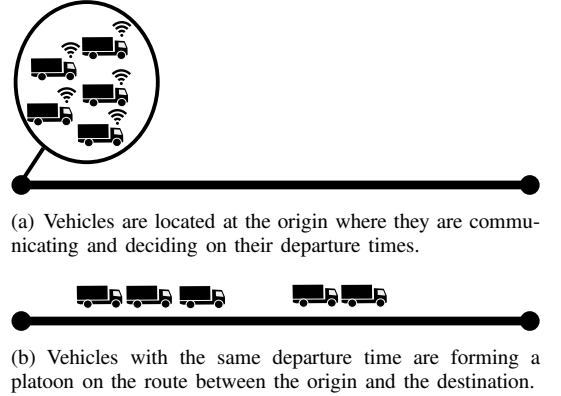 (a) Vehicles are located at the origin where they are commu-
nicating and deciding on their departure times.
(b) Vehicles with the same departure time are forming a
platoon on the route between the origin and the destination.